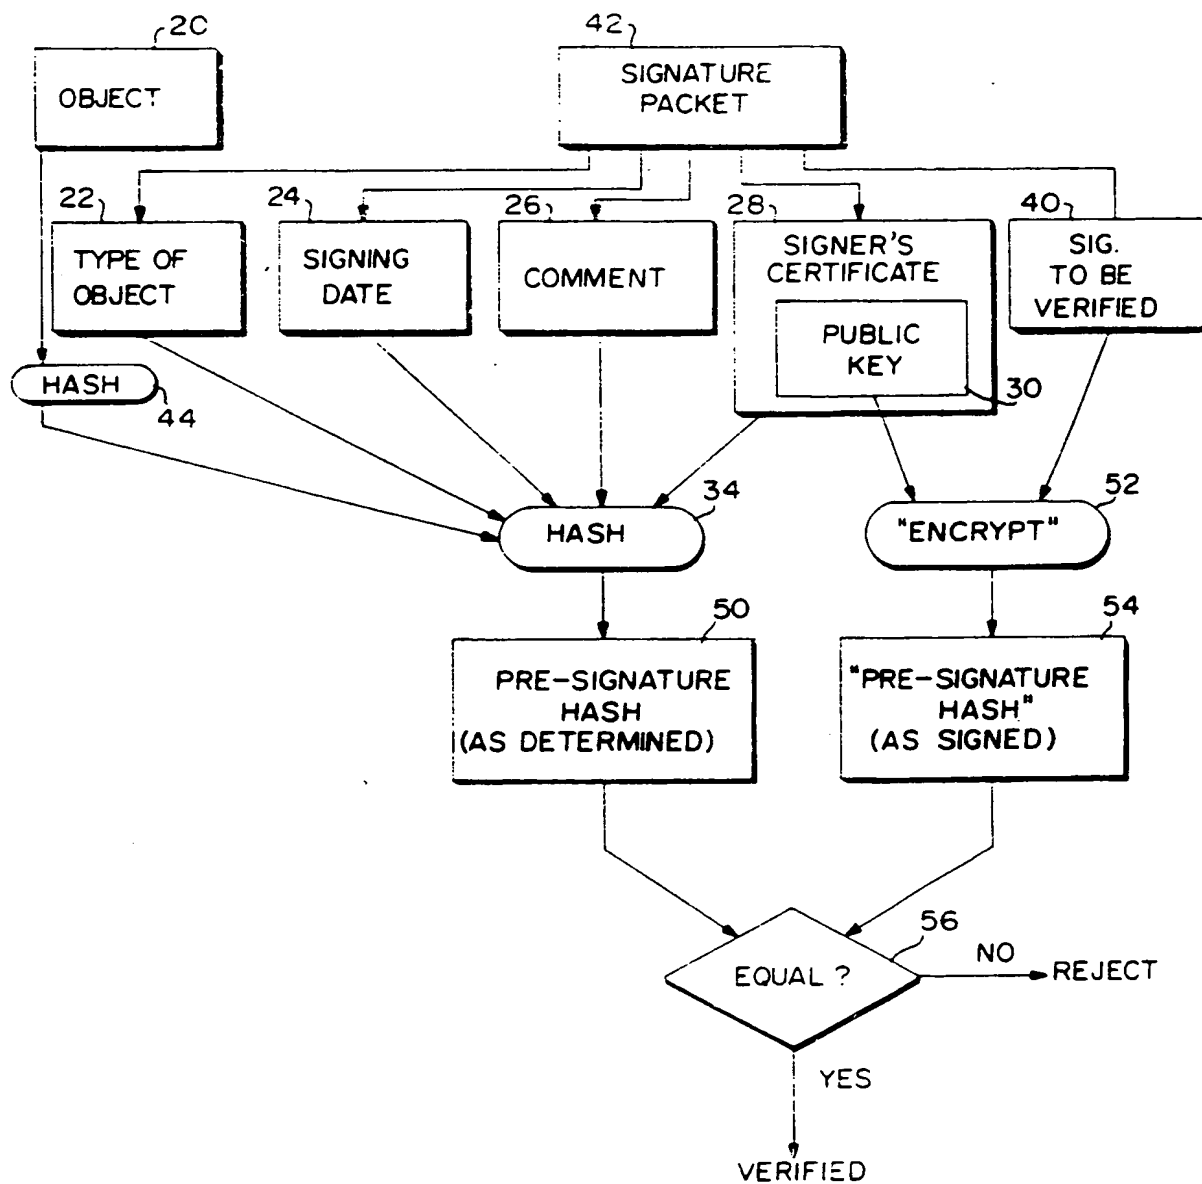 20
OBJECT
42
SIGNATURE
PACKET
22
TYPE OF
OBJECT
24
SIGNING
DATE
26
COMMENT
28
SIGNER'S
CERTIFICATE
PUBLIC
KEY
30
40
SIG.
TO BE
VERIFIED
HASH
44
HASH
34
"ENCRYPT"
52
50
PRE-SIGNATURE
HASH
(AS DETERMINED)
54
"PRE-SIGNATURE
HASH"
(AS SIGNED)
EQUAL ?
56
NO
REJECT
YES
VERIFIED